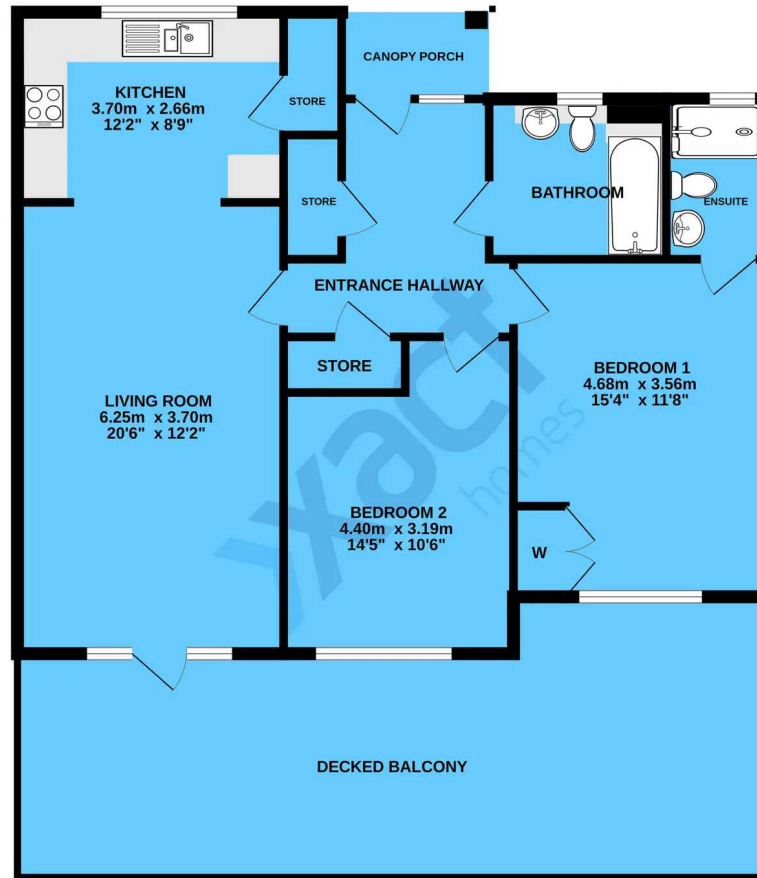 CANOPY PORCH
KITCHEN
3.70m x 2.66m
12'2" x 8'9"
STORE
STORE
BATHROOM
ENSUITE
ENTRANCE HALLWAY
STORE
BEDROOM 1
4.68m x 3.56m
15'4" x 11'8"
LIVING ROOM
6.25m x 3.70m
20'6" x 12'2"
BEDROOM 2
4.40m x 3.19m
14'5" x 10'6"
W
DECKED BALCONY
xact
homes